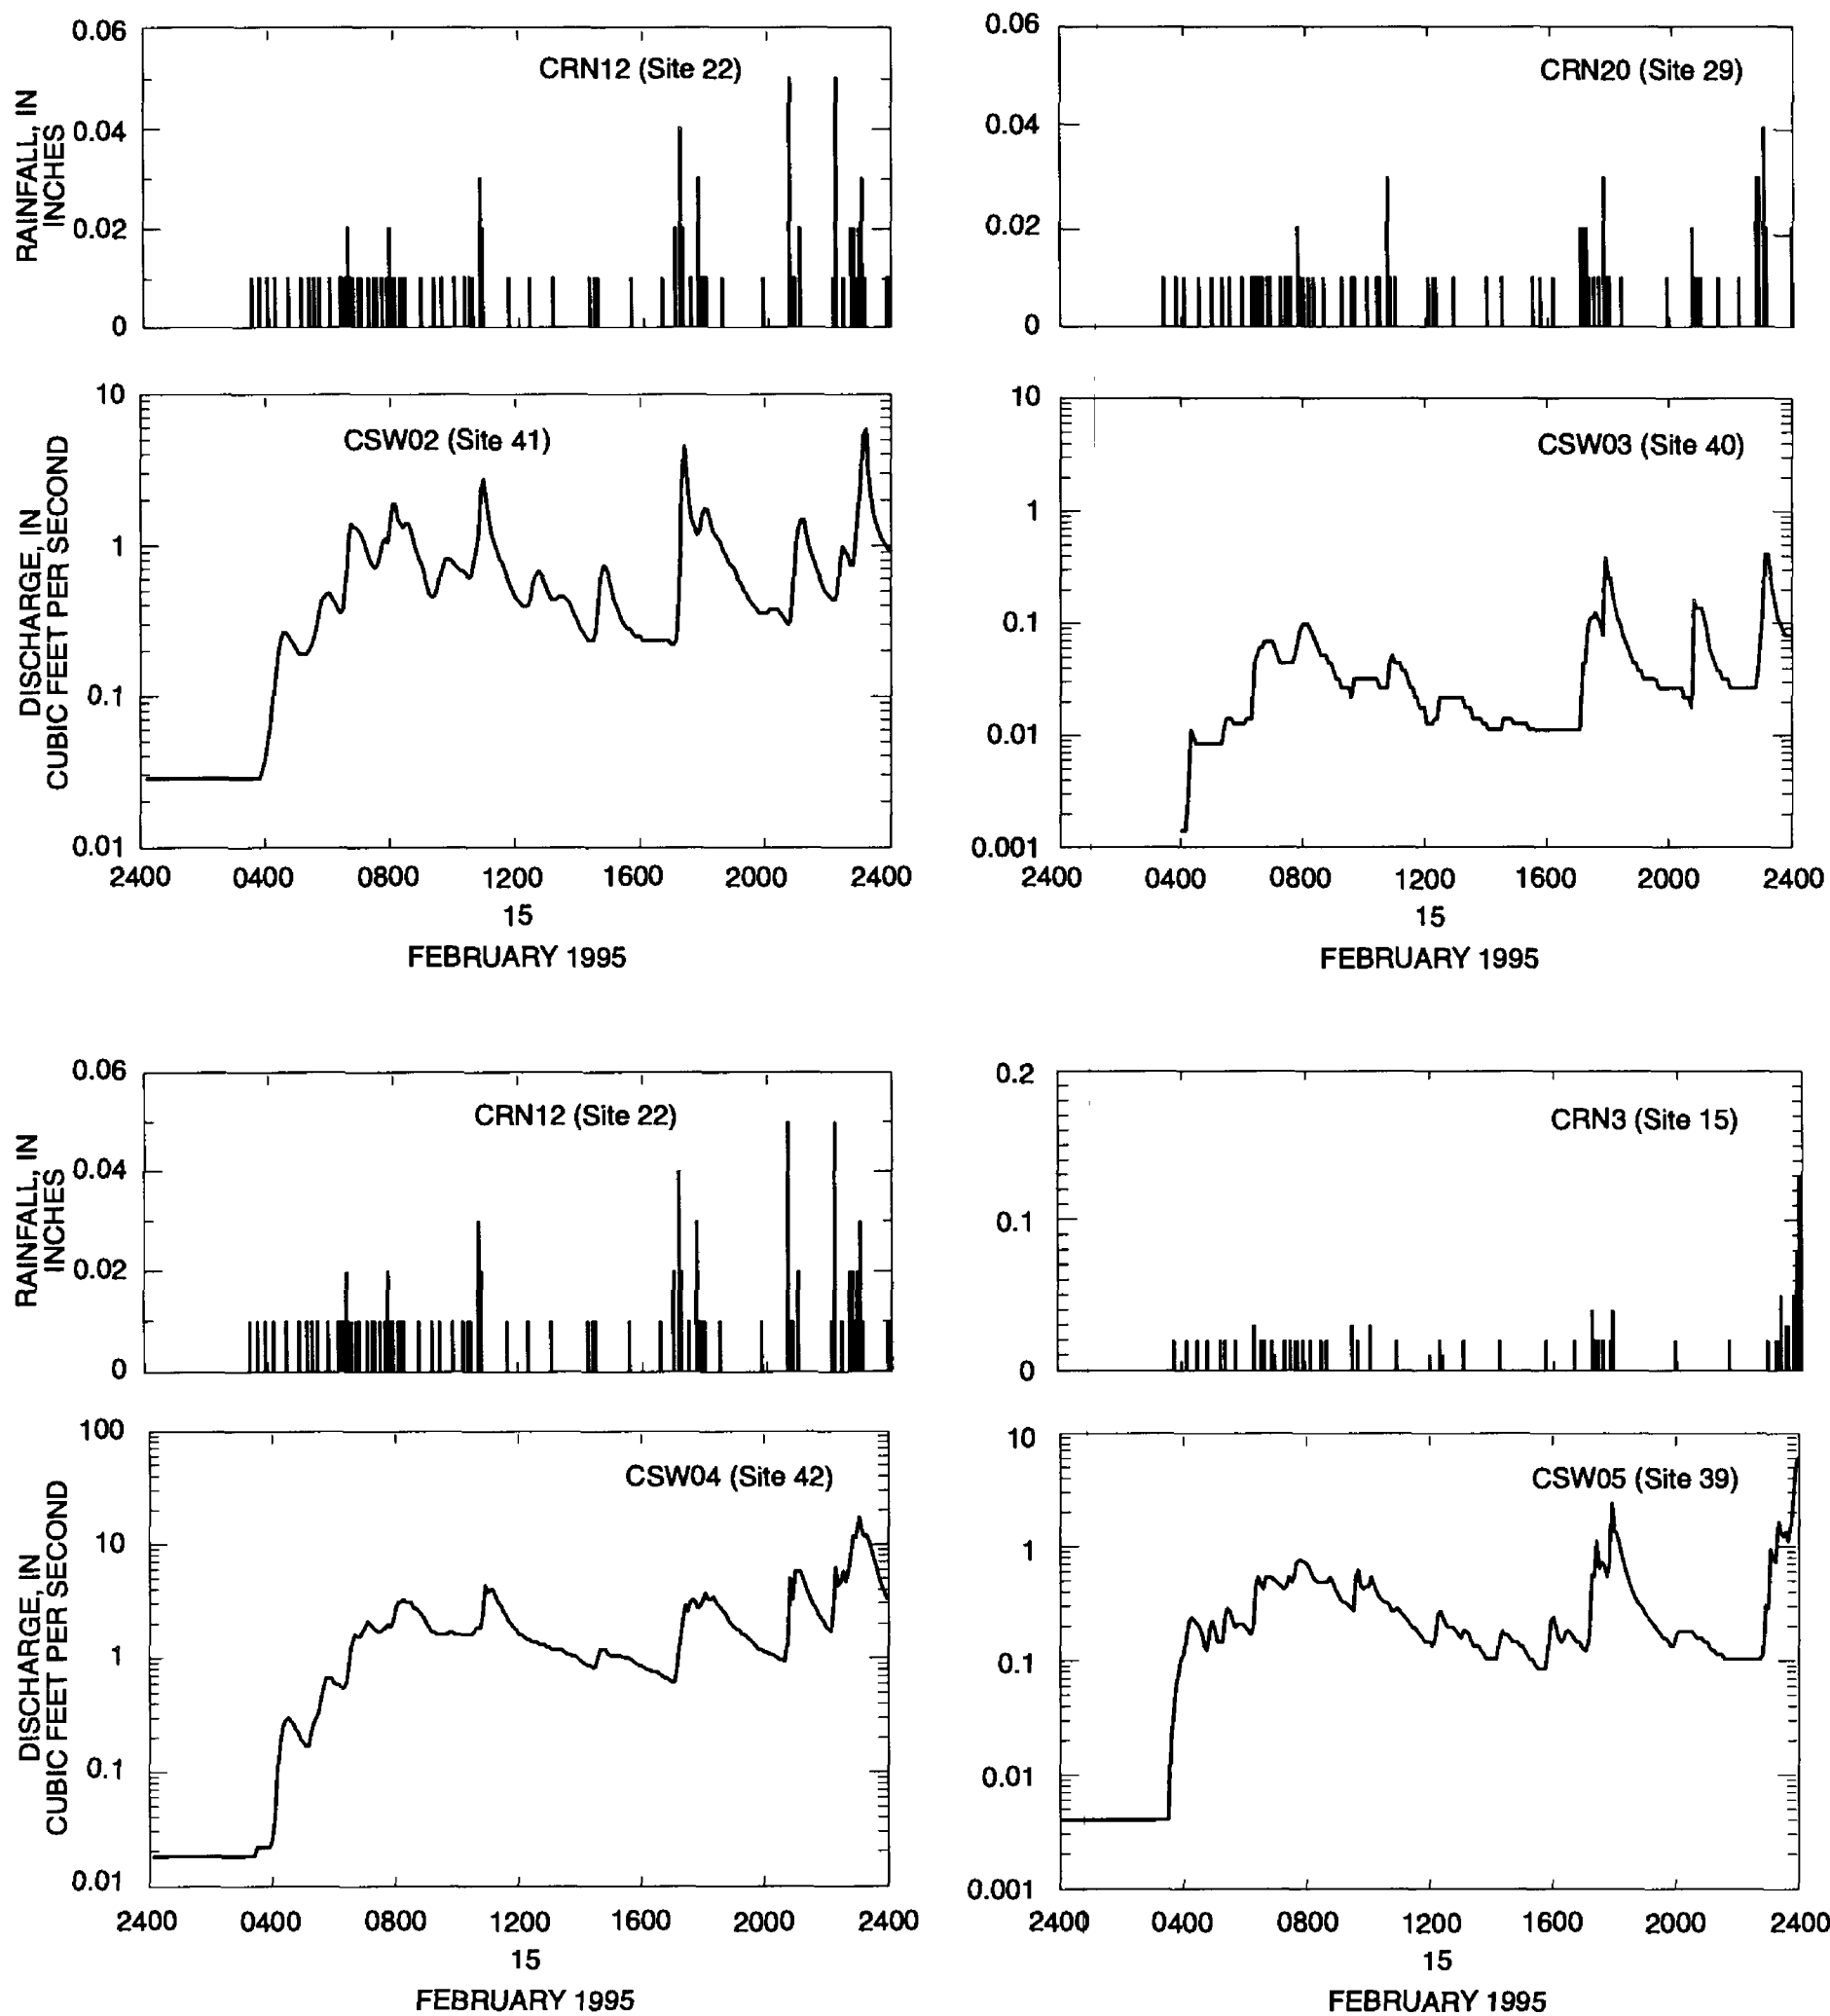 0.06
CRN12 (Site 22)
0.04
0.02
0
RAINFALL, IN
INCHES
0.06
CRN20 (Site 29)
0.04
0.02
0
10
CSW02 (Site 41)
1
0.1
0.01
DISCHARGE, IN
CUBIC FEET PER SECOND
2400 0400 0800 1200 1600 2000 2400
15
FEBRUARY 1995
10
CSW03 (Site 40)
1
0.1
0.01
0.001
2400 0400 0800 1200 1600 2000 2400
15
FEBRUARY 1995
0.06
CRN12 (Site 22)
0.04
0.02
0
RAINFALL, IN
INCHES
0.2
CRN3 (Site 15)
0.1
0
100
CSW04 (Site 42)
10
1
0.1
0.01
DISCHARGE, IN
CUBIC FEET PER SECOND
2400 0400 0800 1200 1600 2000 2400
15
FEBRUARY 1995
10
CSW05 (Site 39)
1
0.1
0.01
0.001
2400 0400 0800 1200 1600 2000 2400
15
FEBRUARY 1995